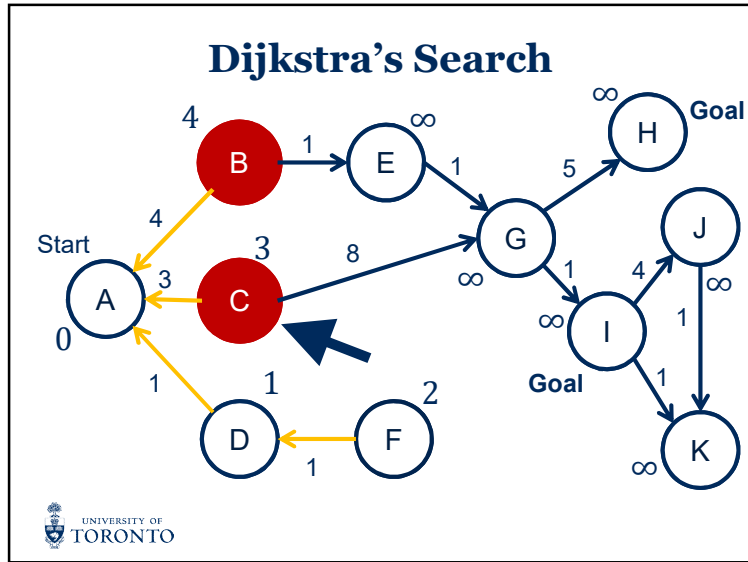 Dijkstra's Search
4
B
1
∞
E
1
∞
H
Goal
5
4
Start
A
0
3
3
C
8
G
∞
1
4
J
∞
∞
I
Goal
1
1
K
∞
1
1
D
1
2
F
UNIVERSITY OF
TORONTO